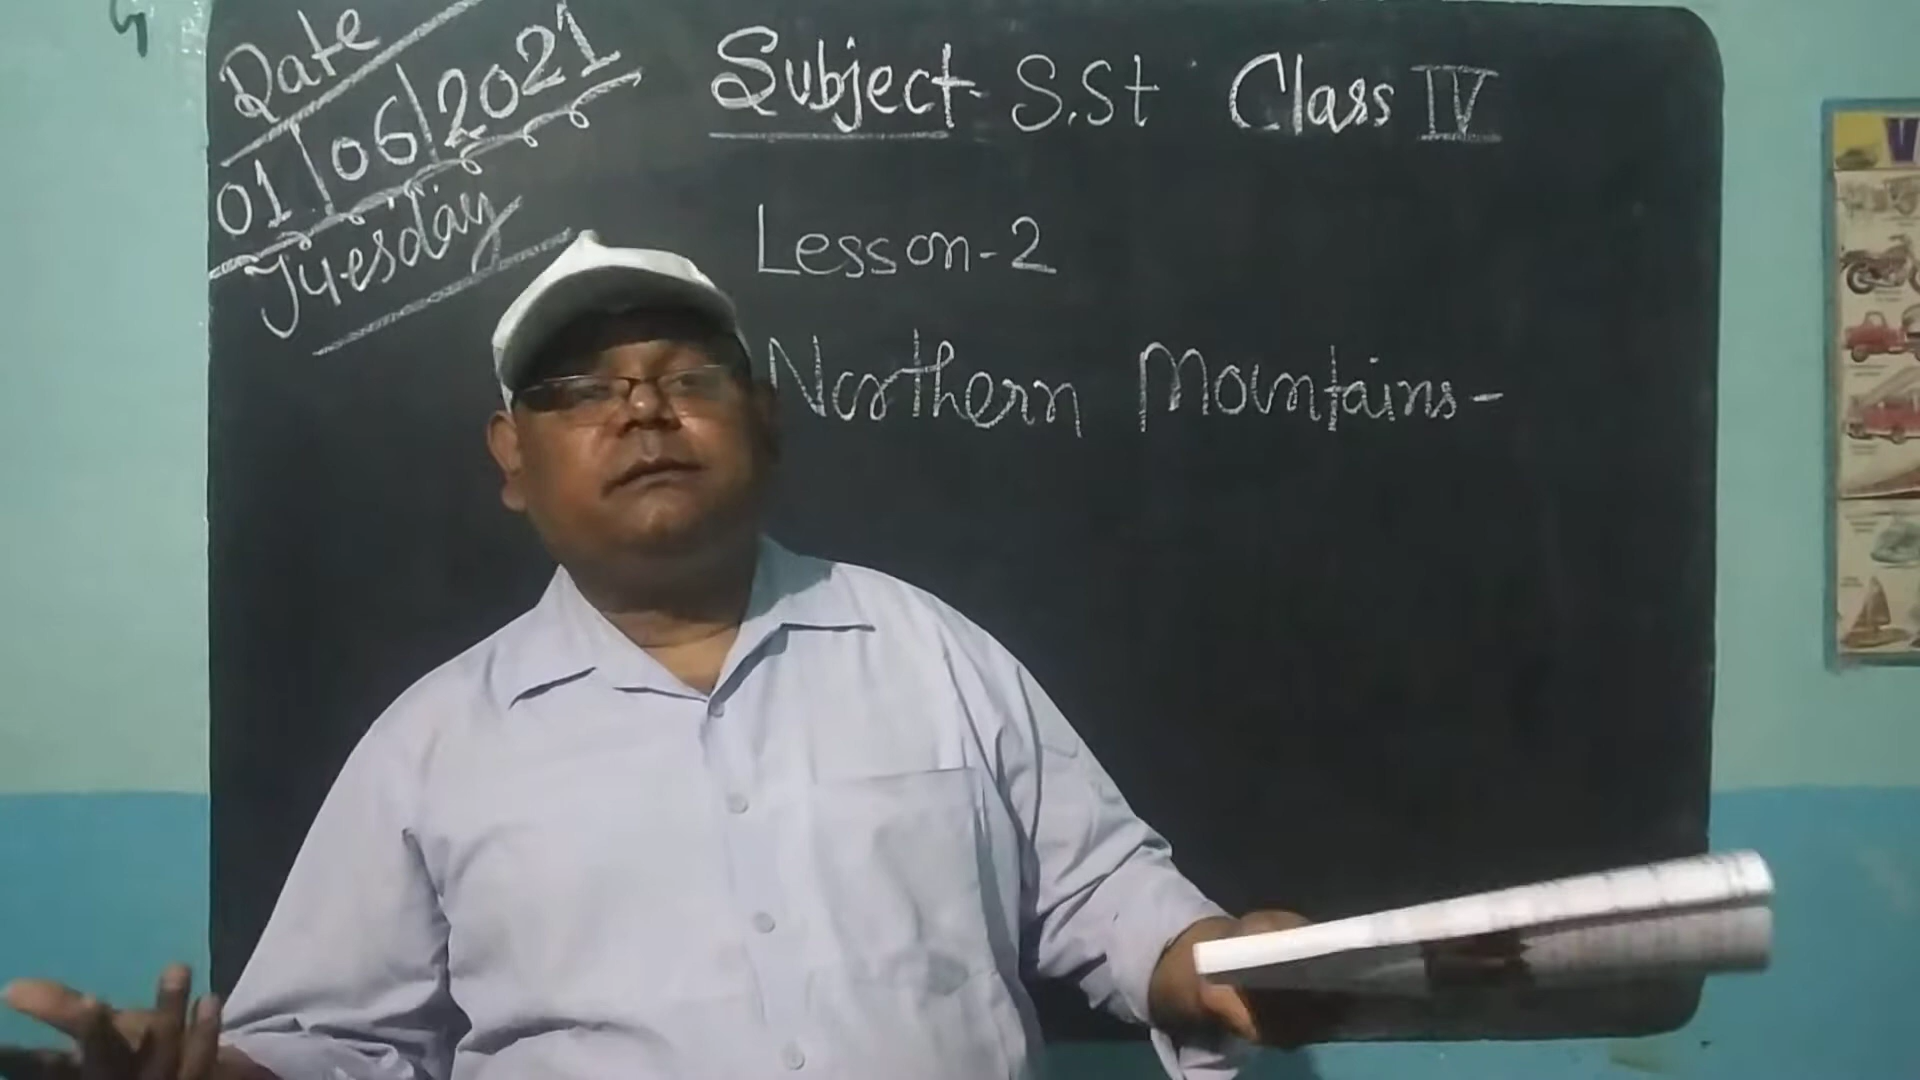 Date
01/06/2021
Tuesday
Subject- S.St Class IV
Lesson-2
Northern Mountains-